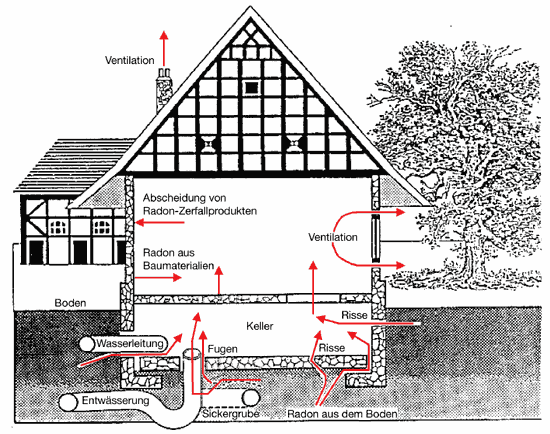 Ventilation
Abscheidung von
Radon-Zerfallprodukten
Ventilation
Radon aus
Baumaterialien
Boden
Risse
Keller
Wasserleitung
Fugen
Risse
Entwässerung
Sickergrube
Radon aus dem Boden